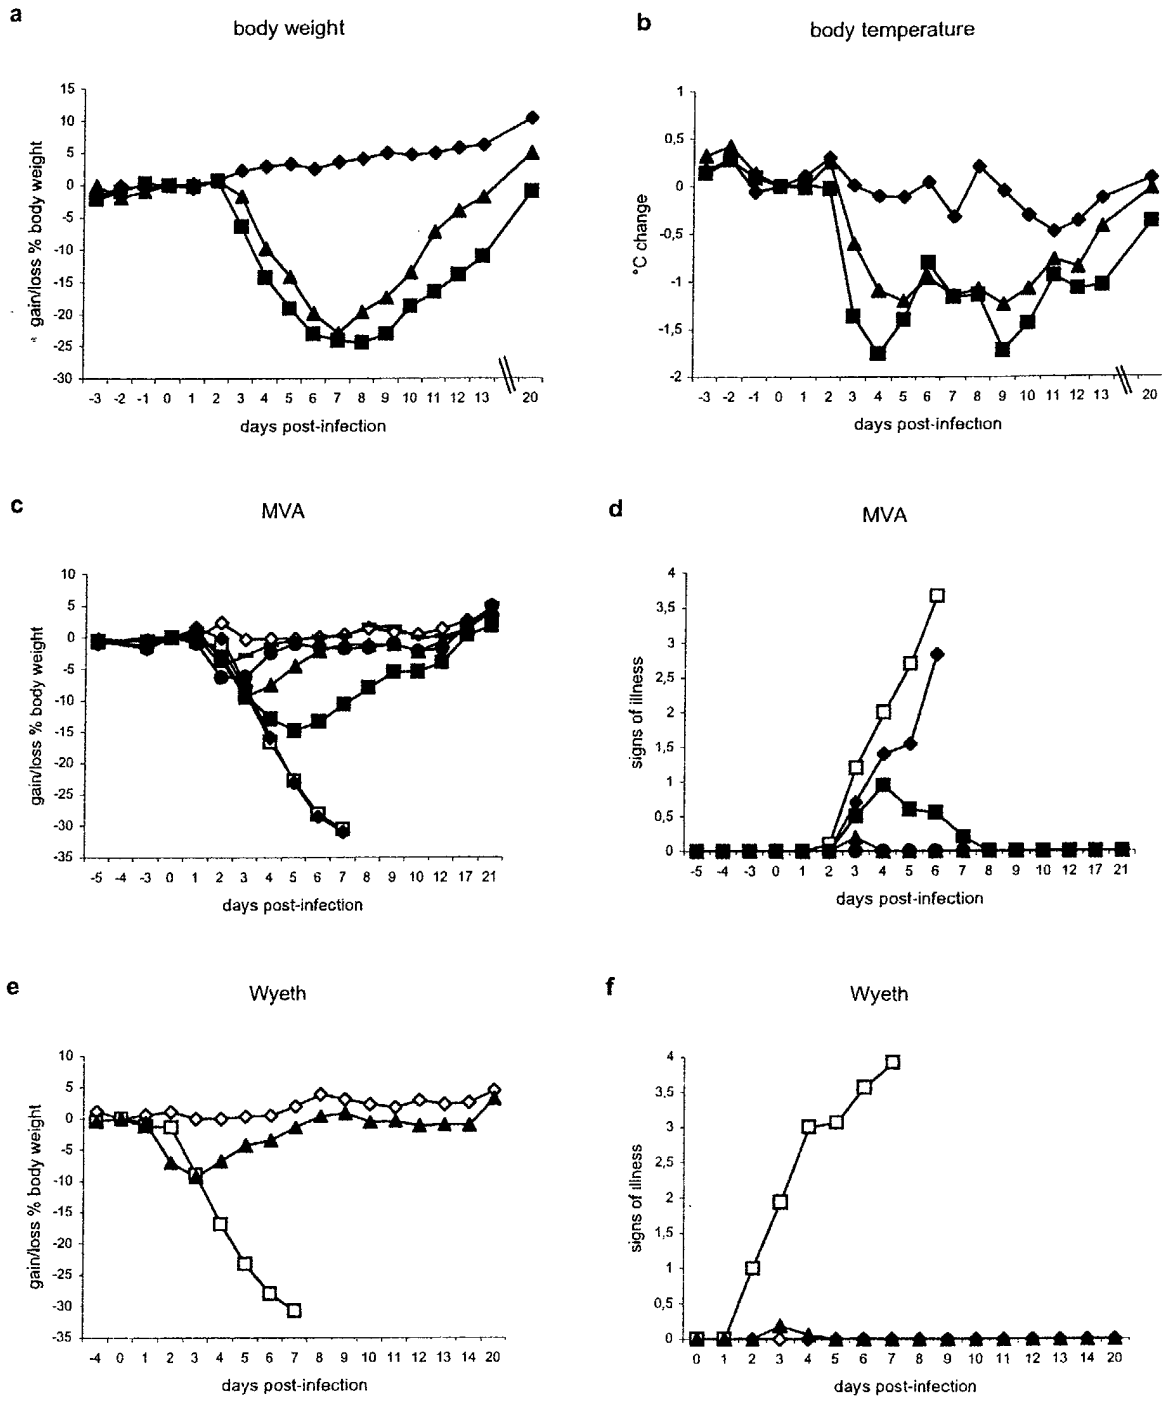 a
body weight
15
10
5
0
-5
-10
-15
-20
-25
-30
gain/loss % body weight
-3 -2 -1 0 1 2 3 4 5 6 7 8 9 10 11 12 13 20
days post-infection
b
body temperature
1
0,5
0
-0,5
-1
-1,5
-2
°C change
-3 -2 -1 0 1 2 3 4 5 6 7 8 9 10 11 12 13 20
days post-infection
c
MVA
10
5
0
-5
-10
-15
-20
-25
-30
-35
gain/loss % body weight
-5 -4 -3 0 1 2 3 4 5 6 7 8 9 10 12 17 21
days post-infection
d
MVA
4
3,5
3
2,5
2
1,5
1
0,5
0
signs of illness
-5 -4 -3 0 1 2 3 4 5 6 7 8 9 10 12 17 21
days post-infection
e
Wyeth
10
5
0
-5
-10
-15
-20
-25
-30
-35
gain/loss % body weight
-4 0 1 2 3 4 5 6 7 8 9 10 11 12 13 14 20
days post-infection
f
Wyeth
4
3,5
3
2,5
2
1,5
1
0,5
0
signs of illness
0 1 2 3 4 5 6 7 8 9 10 11 12 13 14 20
days post-infection